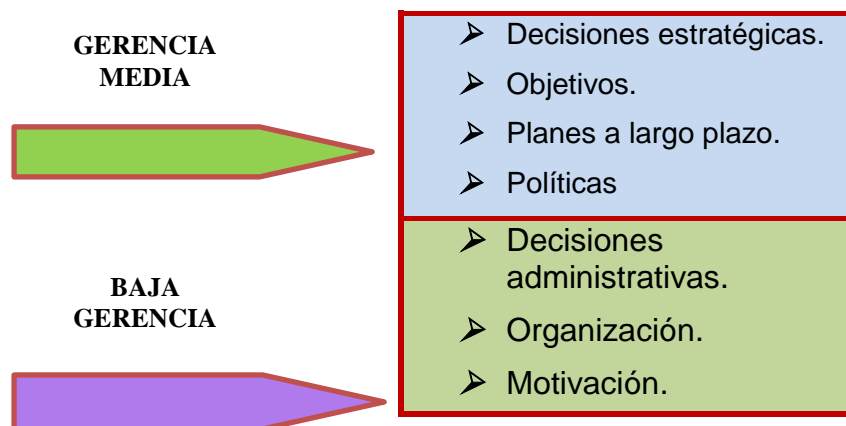 GERENCIA
MEDIA
➢ Decisiones estratégicas.
➢ Objetivos.
➢ Planes a largo plazo.
➢ Políticas
BAJA
GERENCIA
➢ Decisiones
administrativas.
➢ Organización.
➢ Motivación.